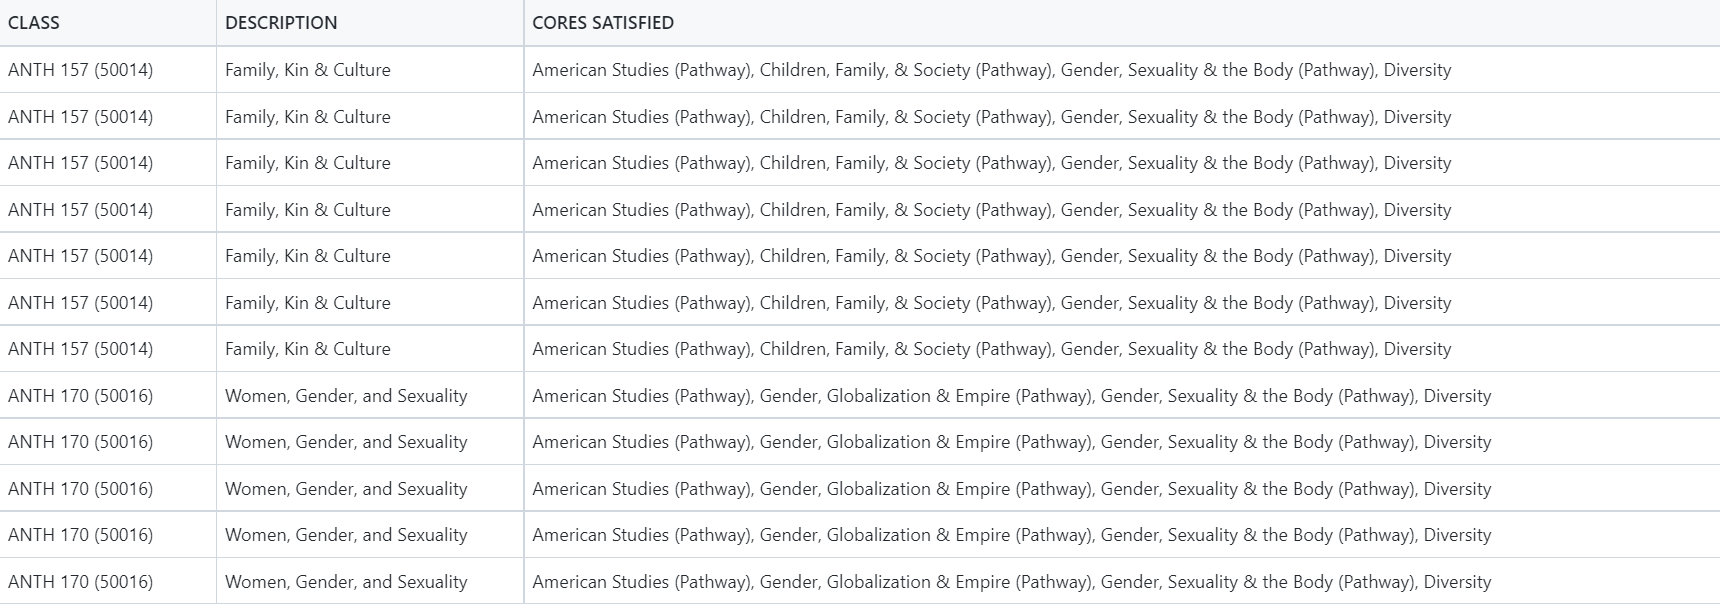 CLASS DESCRIPTION CORES SATISFIED
ANTH 157 (50014) Family, Kin & Culture American Studies (Pathway), Children, Family, & Society (Pathway), Gender, Sexuality & the Body (Pathway), Diversity
ANTH 157 (50014) Family, Kin & Culture American Studies (Pathway), Children, Family, & Society (Pathway), Gender, Sexuality & the Body (Pathway), Diversity
ANTH 157 (50014) Family, Kin & Culture American Studies (Pathway), Children, Family, & Society (Pathway), Gender, Sexuality & the Body (Pathway), Diversity
ANTH 157 (50014) Family, Kin & Culture American Studies (Pathway), Children, Family, & Society (Pathway), Gender, Sexuality & the Body (Pathway), Diversity
ANTH 157 (50014) Family, Kin & Culture American Studies (Pathway), Children, Family, & Society (Pathway), Gender, Sexuality & the Body (Pathway), Diversity
ANTH 157 (50014) Family, Kin & Culture American Studies (Pathway), Children, Family, & Society (Pathway), Gender, Sexuality & the Body (Pathway), Diversity
ANTH 157 (50014) Family, Kin & Culture American Studies (Pathway), Children, Family, & Society (Pathway), Gender, Sexuality & the Body (Pathway), Diversity
ANTH 170 (50016) Women, Gender, and Sexuality American Studies (Pathway), Gender, Globalization & Empire (Pathway), Gender, Sexuality & the Body (Pathway), Diversity
ANTH 170 (50016) Women, Gender, and Sexuality American Studies (Pathway), Gender, Globalization & Empire (Pathway), Gender, Sexuality & the Body (Pathway), Diversity
ANTH 170 (50016) Women, Gender, and Sexuality American Studies (Pathway), Gender, Globalization & Empire (Pathway), Gender, Sexuality & the Body (Pathway), Diversity
ANTH 170 (50016) Women, Gender, and Sexuality American Studies (Pathway), Gender, Globalization & Empire (Pathway), Gender, Sexuality & the Body (Pathway), Diversity
ANTH 170 (50016) Women, Gender, and Sexuality American Studies (Pathway), Gender, Globalization & Empire (Pathway), Gender, Sexuality & the Body (Pathway), Diversity